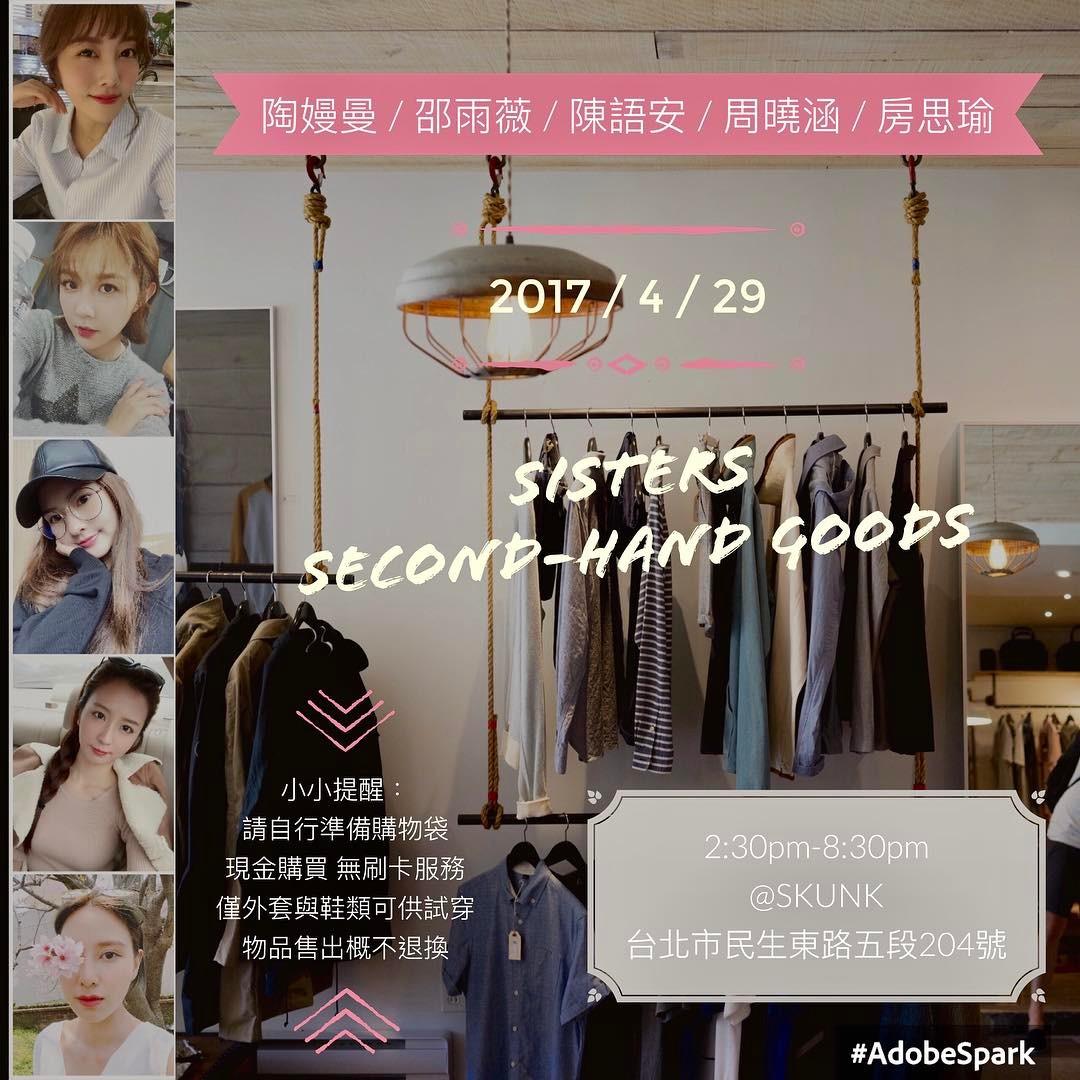 陶嫚曼 / 邵雨薇 / 陳語安 / 周曉涵 / 房思瑜
2017 / 4 / 29
SISTERS
SECOND-HAND GOODS
小小提醒：
請自行準備購物袋
現金購買 無刷卡服務
僅外套與鞋類可供試穿
物品售出概不退換
2:30pm-8:30pm
@SKUNK
台北市民生東路五段204號
#AdobeSpark